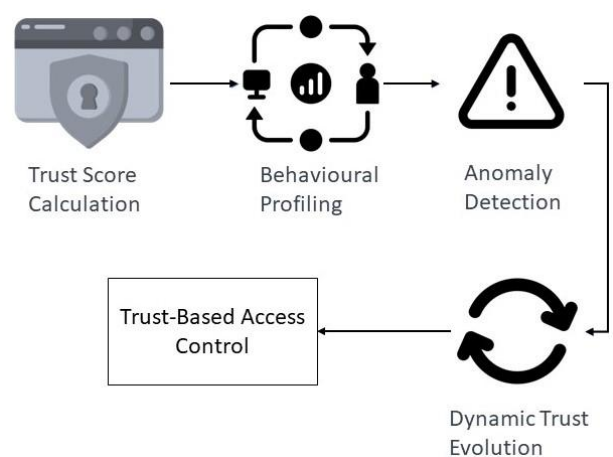 Trust Score
Calculation
Behavioural
Profiling
Anomaly
Detection
Trust-Based Access
Control
Dynamic Trust
Evolution